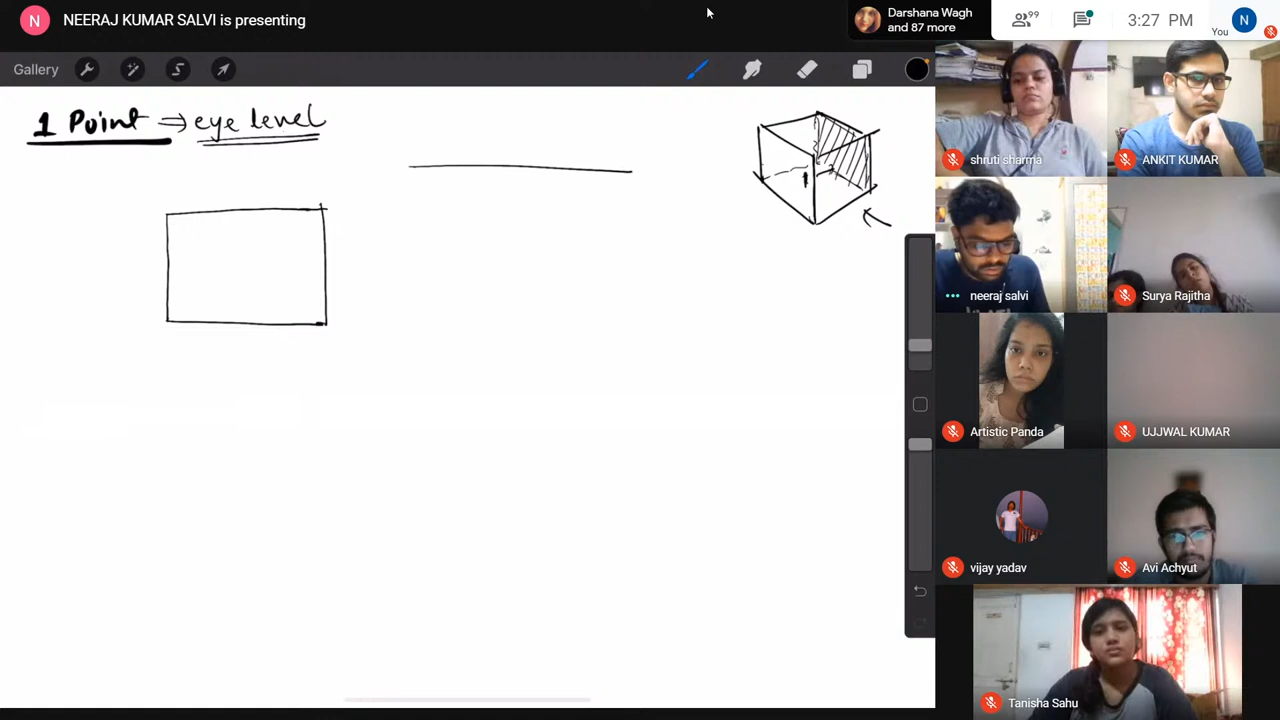 N
NEERAJ KUMAR SALVI is presenting
Darshana Wagh
and 87 more
99
3:27 PM
You
N
Gallery
1 Point ⇒ eye level
shruti sharma
ANKIT KUMAR
neeraj salvi
Surya Rajitha
Artistic Panda
UJJWAL KUMAR
vijay yadav
Avi Achyut
Tanisha Sahu